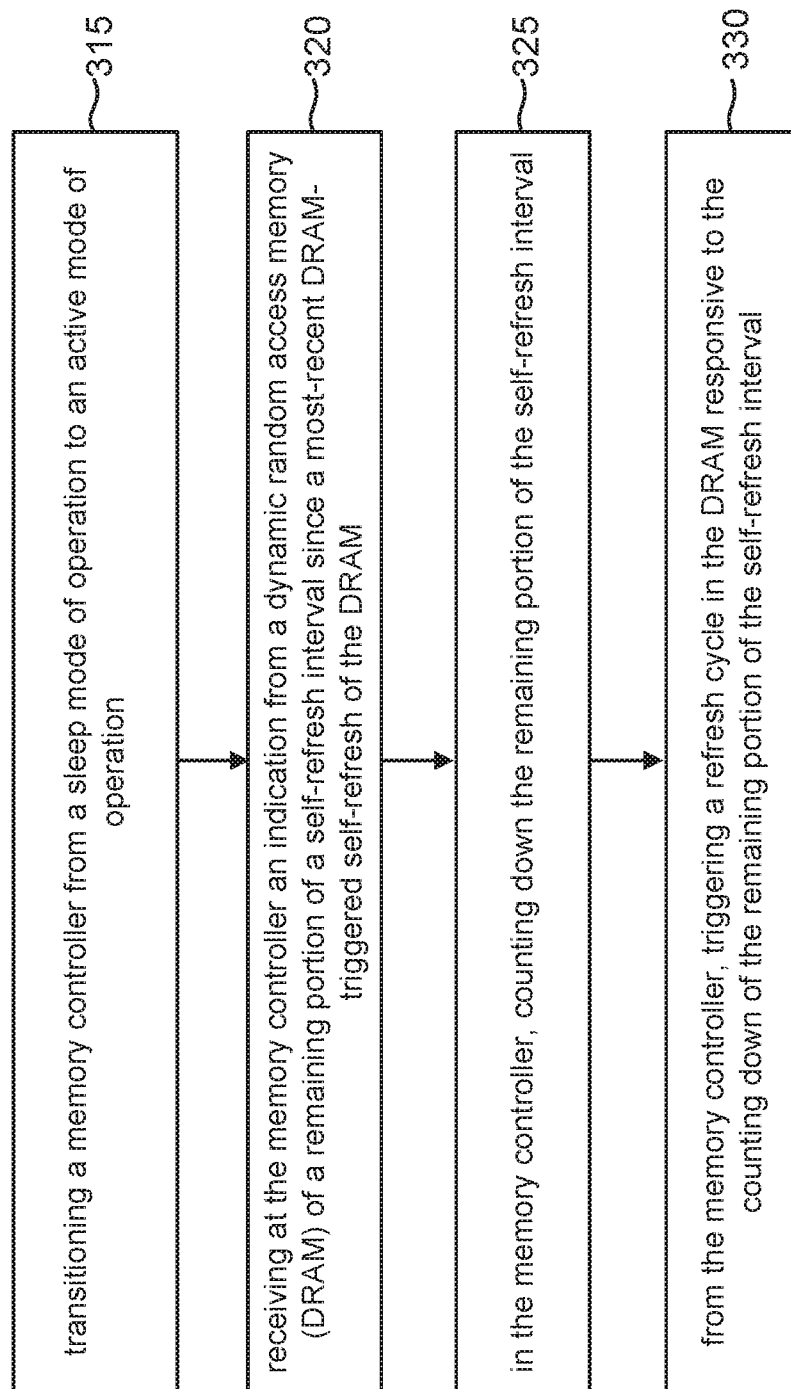 transitioning a memory controller from a sleep mode of operation to an active mode of
operation
315
receiving at the memory controller an indication from a dynamic random access memory
(DRAM) of a remaining portion of a self-refresh interval since a most-recent DRAM-
triggered self-refresh of the DRAM
320
in the memory controller, counting down the remaining portion of the self-refresh interval
325
from the memory controller, triggering a refresh cycle in the DRAM responsive to the
counting down of the remaining portion of the self-refresh interval
330